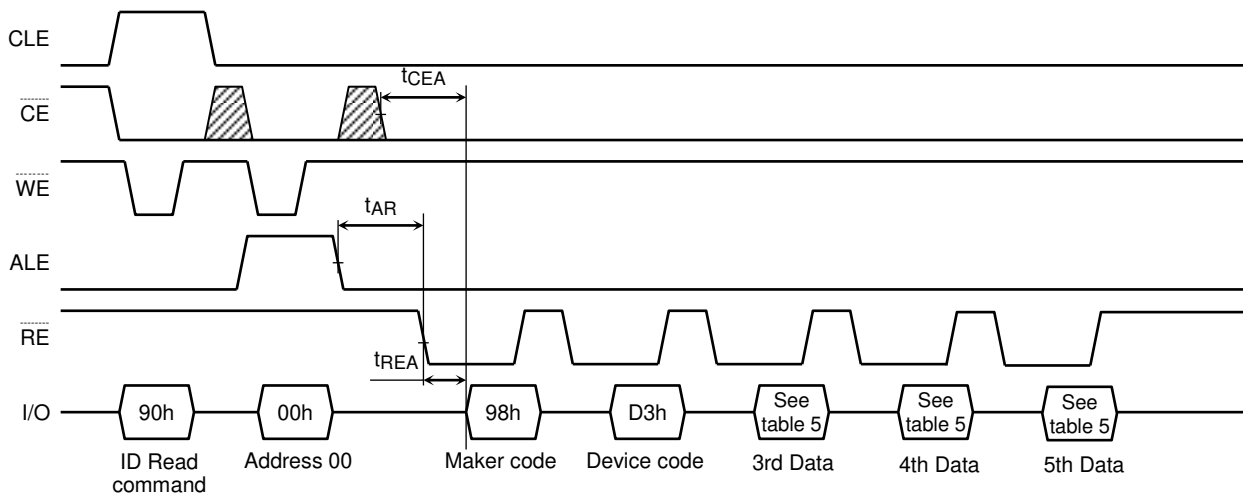 CLE
tCEA
CE
WE
tAR
ALE
RE
tREA
I/O
90h
00h
98h
D3h
See
table 5
See
table 5
See
table 5
ID Read
command
Address 00
Maker code
Device code
3rd Data
4th Data
5th Data